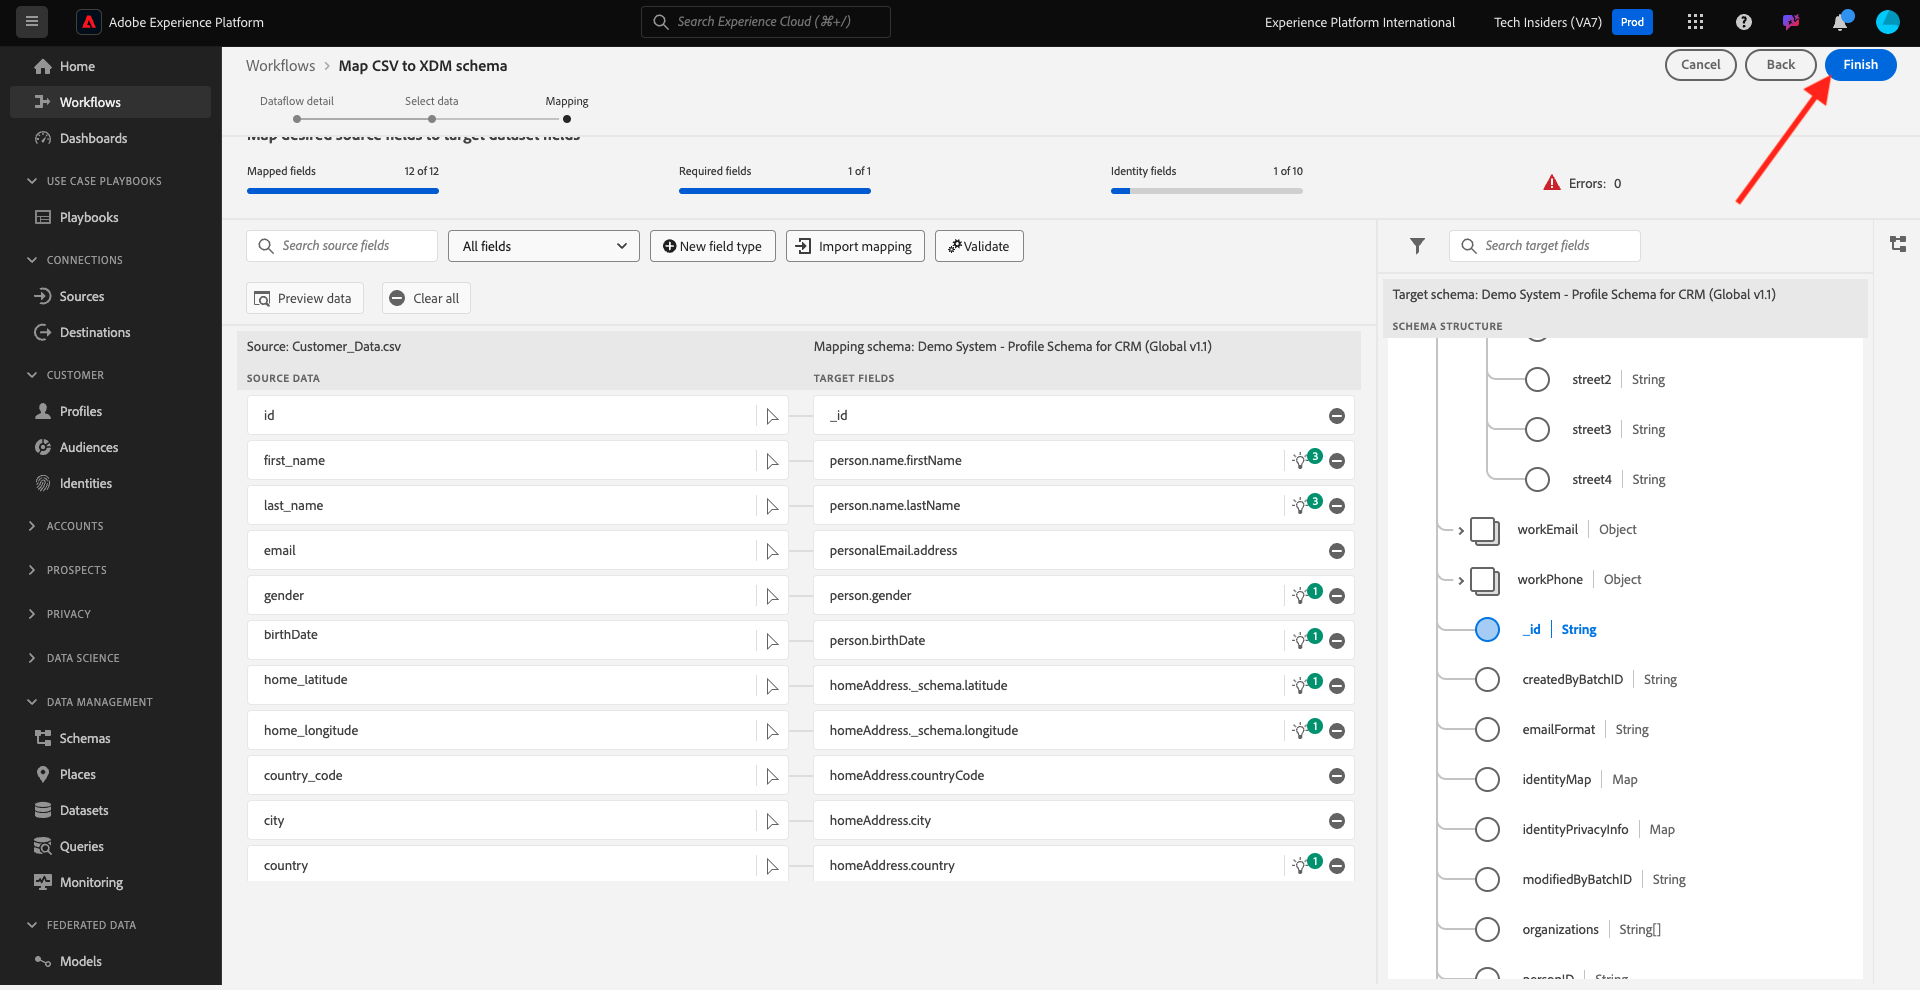 Adobe Experience Platform
Search Experience Cloud (⌘+/)
Experience Platform International
Tech Insiders (VA7)
Prod
Home
Workflows
Dashboards
USE CASE PLAYBOOKS
Playbooks
CONNECTIONS
Sources
Destinations
CUSTOMER
Profiles
Audiences
Identities
ACCOUNTS
PROSPECTS
PRIVACY
DATA SCIENCE
DATA MANAGEMENT
Schemas
Places
Datasets
Queries
Monitoring
FEDERATED DATA
Models
Workflows > Map CSV to XDM schema
Cancel
Back
Finish
Dataflow detail
Select data
Mapping
Map desired source fields to target dataset fields
Mapped fields 12 of 12
Required fields 1 of 1
Identity fields 1 of 10
Errors: 0
Search source fields
All fields
New field type
Import mapping
Validate
Preview data
Clear all
Source: Customer_Data.csv
Mapping schema: Demo System - Profile Schema for CRM (Global v1.1)
SOURCE DATA
TARGET FIELDS
id
_id
first_name
person.name.firstName
3
last_name
person.name.lastName
3
email
personalEmail.address
gender
person.gender
1
birthDate
person.birthDate
1
home_latitude
homeAddress._schema.latitude
1
home_longitude
homeAddress._schema.longitude
1
country_code
homeAddress.countryCode
city
homeAddress.city
country
homeAddress.country
1
Search target fields
Target schema: Demo System - Profile Schema for CRM (Global v1.1)
SCHEMA STRUCTURE
street2 String
street3 String
street4 String
workEmail Object
workPhone Object
_id String
createdByBatchID String
emailFormat String
identityMap Map
identityPrivacyInfo Map
modifiedByBatchID String
organizations String[]
personID String